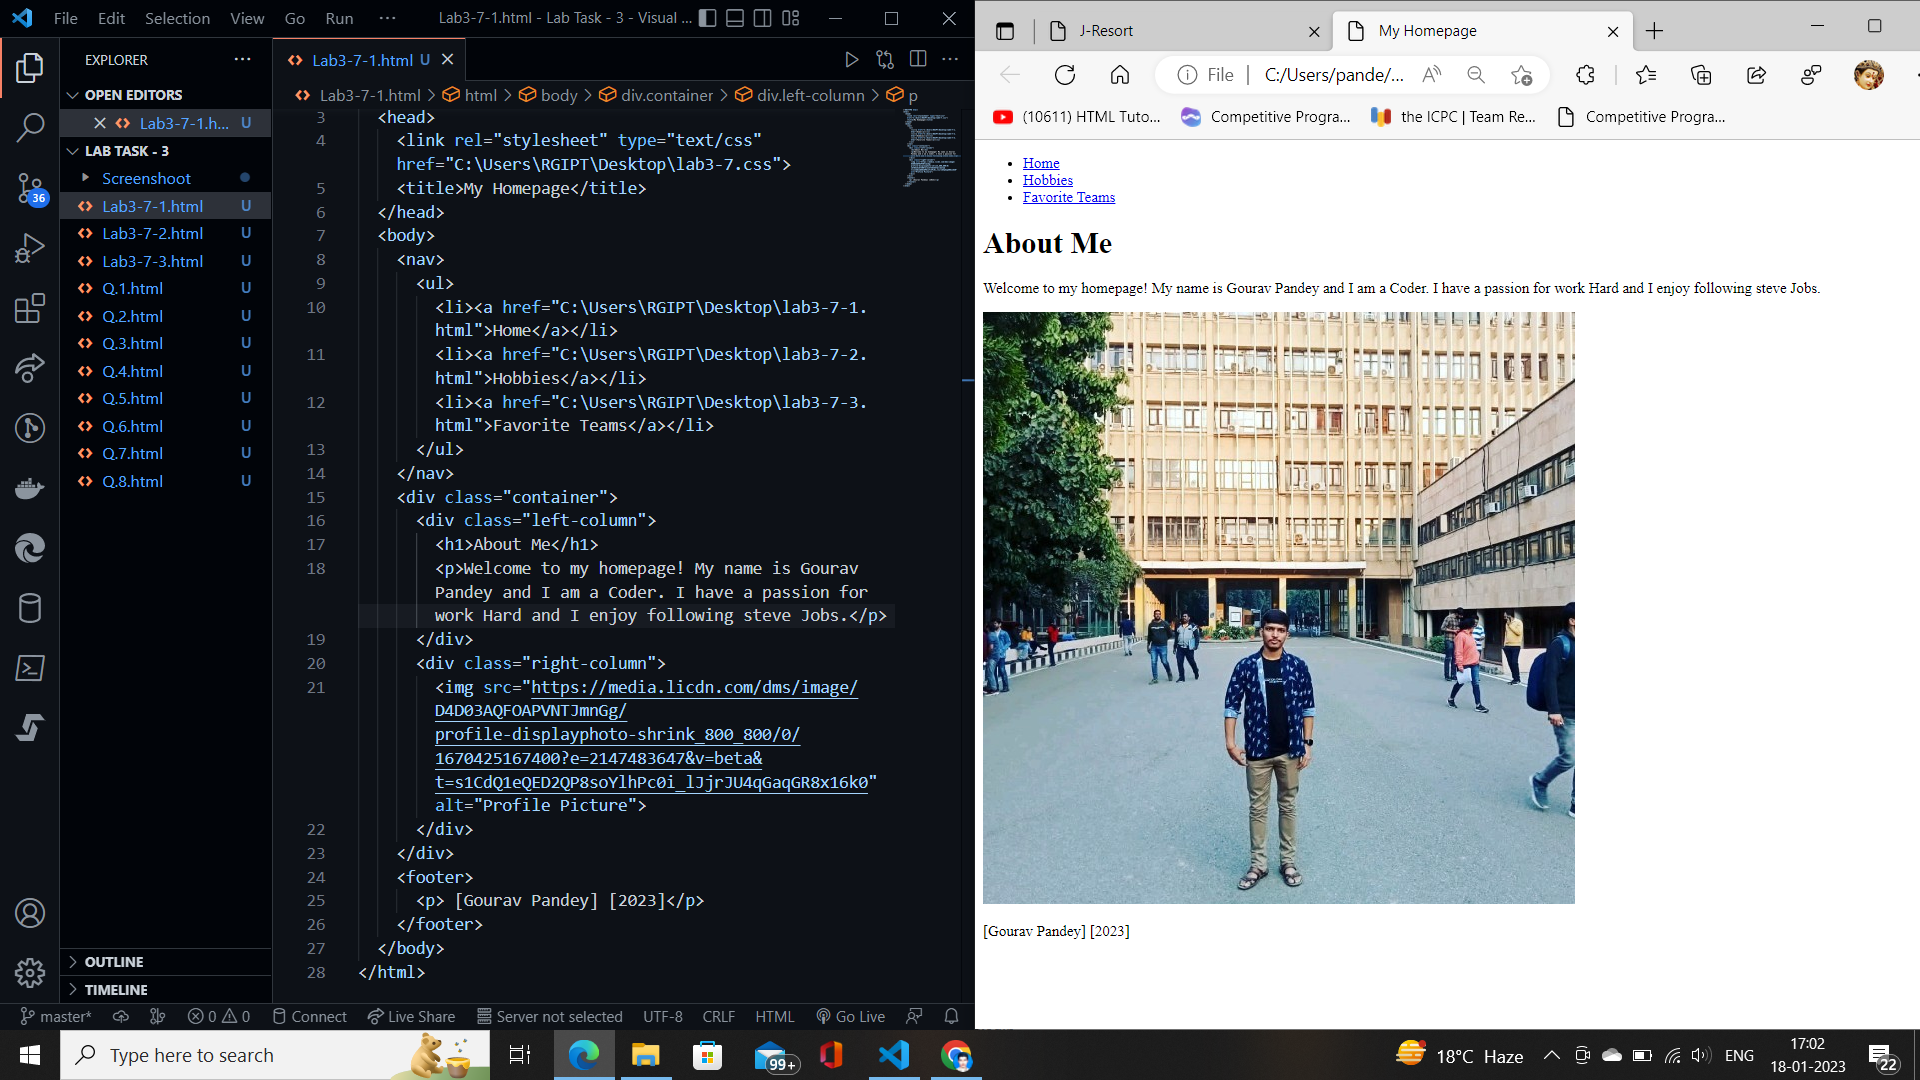 File Edit Selection View Go Run ··· Lab3-7-1.html - Lab Task - 3 - Visual ...
EXPLORER ···
OPEN EDITORS
Lab3-7-1.h... U
LAB TASK - 3
Screenshoot
Lab3-7-1.html U
Lab3-7-2.html U
Lab3-7-3.html U
Q.1.html U
Q.2.html U
Q.3.html U
Q.4.html U
Q.5.html U
Q.6.html U
Q.7.html U
Q.8.html U
OUTLINE
TIMELINE
36
Lab3-7-1.html U
Lab3-7-1.html > html > body > div.container > div.left-column > p
3 <head>
4 <link rel="stylesheet" type="text/css"
href="C:\Users\RGIPT\Desktop\lab3-7.css">
5 <title>My Homepage</title>
6 </head>
7 <body>
8 <nav>
9 <ul>
10 <li><a href="C:\Users\RGIPT\Desktop\lab3-7-1.
html">Home</a></li>
11 <li><a href="C:\Users\RGIPT\Desktop\lab3-7-2.
html">Hobbies</a></li>
12 <li><a href="C:\Users\RGIPT\Desktop\lab3-7-3.
html">Favorite Teams</a></li>
13 </ul>
14 </nav>
15 <div class="container">
16 <div class="left-column">
17 <h1>About Me</h1>
18 <p>Welcome to my homepage! My name is Gourav
Pandey and I am a Coder. I have a passion for
work Hard and I enjoy following steve Jobs.</p>
19 </div>
20 <div class="right-column">
21 <img src="https://media.licdn.com/dms/image/
D4D03AQFOAPVNTJmnGg/
profile-displayphoto-shrink_800_800/0/
1670425167400?e=2147483647&v=beta&
t=s1CdQ1eQED2QP8soYlhPc0i_lJjrJU4qGaqGR8x16k0"
alt="Profile Picture">
22 </div>
23 </div>
24 <footer>
25 <p> [Gourav Pandey] [2023]</p>
26 </footer>
27 </body>
28 </html>
master* 0 0 Connect Live Share Server not selected UTF-8 CRLF HTML Go Live
J-Resort My Homepage
File C:/Users/pande/...
(10611) HTML Tuto... Competitive Progra... the ICPC | Team Re... Competitive Progra...
Home
Hobbies
Favorite Teams
About Me
Welcome to my homepage! My name is Gourav Pandey and I am a Coder. I have a passion for work Hard and I enjoy following steve Jobs.
[Gourav Pandey] [2023]
Type here to search 99+ 18°C Haze ENG 17:02
18-01-2023 22